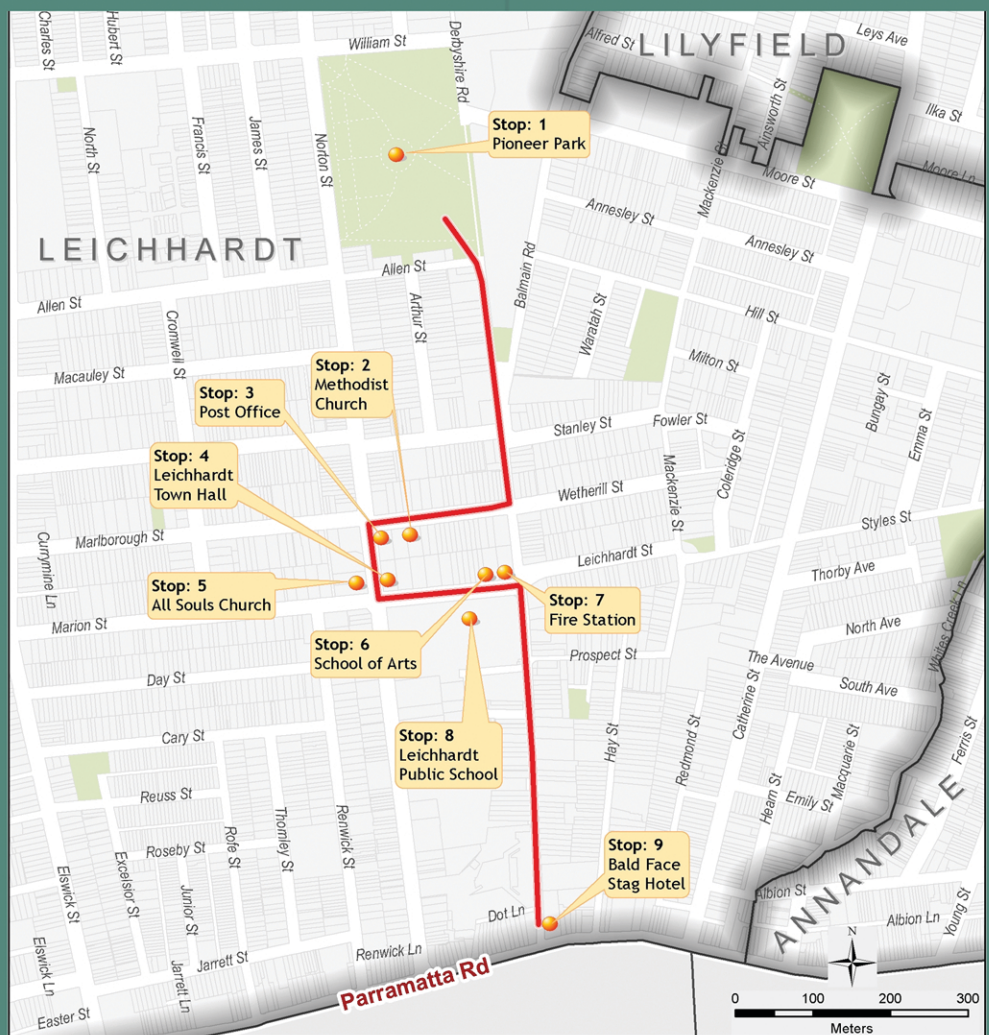 Charles St
Hubert St
William St
Derbyshire Rd
Alfred St
LILYFIELD
Leys Ave
Ainsworth St
Ilka St
North St
Francis St
James St
Norton St
Stop: 1
Pioneer Park
Mackenzie St
Moore St
Moore Ln
Annesley St
Annesley St
LEICHHARDT
Allen St
Balmain Rd
Allen St
Arthur St
Waratah St
Hill St
Cromwell St
Macauley St
Milton St
Stop: 2
Methodist
Church
Stop: 3
Post Office
Bungay St
Emma St
Stanley St
Fowler St
Coleridge St
Stop: 4
Leichhardt
Town Hall
Mackenzie St
Wetherill St
Styles St
Marlborough St
Currymine Ln
Leichhardt St
Thorby Ave
Stop: 5
All Souls Church
Stop: 7
Fire Station
Marion St
North Ave
Whites Creek Ln
Stop: 6
School of Arts
Prospect St
The Avenue
South Ave
Day St
Catherine St
Cary St
Stop: 8
Leichhardt
Public School
Hay St
Redmond St
Macquarie St
Ferris St
Reuss St
Hearn St
Emily St
Thornley St
Renwick St
Roseby St
Rofe St
Stop: 9
Bald Face
Stag Hotel
ANNANDALE
Elswick St
Excelsior St
Junior St
Albion St
Albion Ln
Young St
Dot Ln
Renwick Ln
Jarrett St
Elswick Ln
Jarrett Ln
Parramatta Rd
N
Easter St
0 100 200 300
Meters